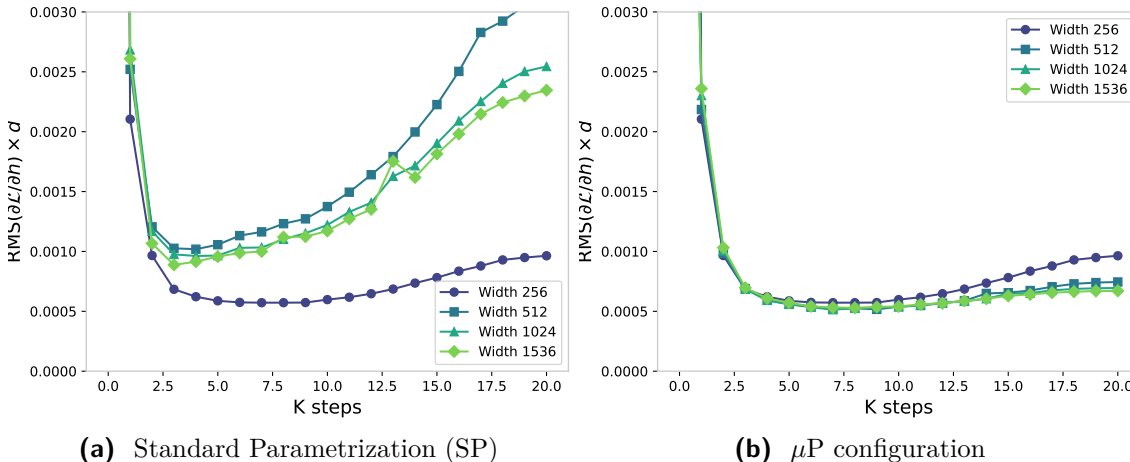 RMS(∂ℒ/∂h) × d
0.0030
0.0025
0.0020
0.0015
0.0010
0.0005
0.0000
Width 256
Width 512
Width 1024
Width 1536
0.0 2.5 5.0 7.5 10.0 12.5 15.0 17.5 20.0
K steps
(a) Standard Parametrization (SP)
RMS(∂ℒ/∂h) × d
0.0030
0.0025
0.0020
0.0015
0.0010
0.0005
0.0000
Width 256
Width 512
Width 1024
Width 1536
0.0 2.5 5.0 7.5 10.0 12.5 15.0 17.5 20.0
K steps
(b) μP configuration